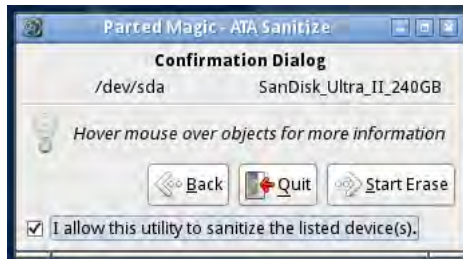 Parted Magic - ATA Sanitize
Confirmation Dialog
/dev/sda SanDisk_Ultra_II_240GB
Hover mouse over objects for more information
Back Quit Start Erase
I allow this utility to sanitize the listed device(s).